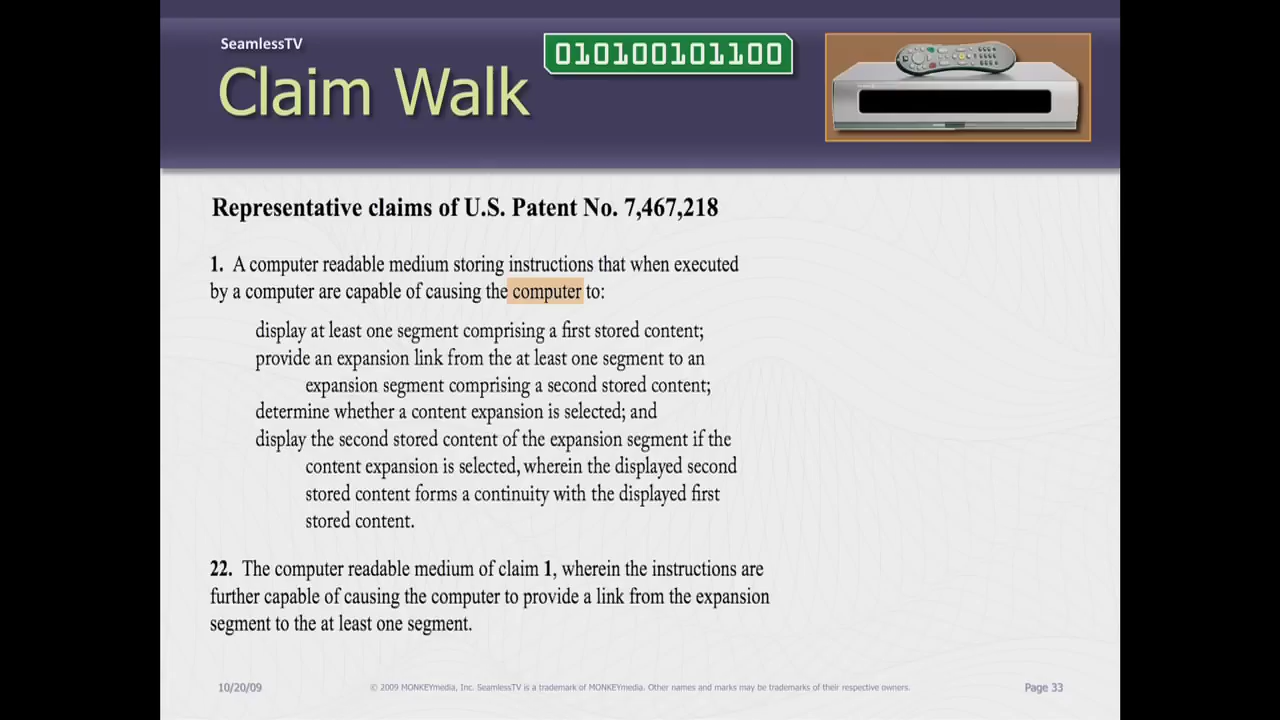 SeamlessTV
Claim Walk
010100101100
Representative claims of U.S. Patent No. 7,467,218
1. A computer readable medium storing instructions that when executed
by a computer are capable of causing the computer to:
display at least one segment comprising a first stored content;
provide an expansion link from the at least one segment to an
expansion segment comprising a second stored content;
determine whether a content expansion is selected; and
display the second stored content of the expansion segment if the
content expansion is selected, wherein the displayed second
stored content forms a continuity with the displayed first
stored content.
22. The computer readable medium of claim 1, wherein the instructions are
further capable of causing the computer to provide a link from the expansion
segment to the at least one segment.
10/20/09
© 2009 MONKEYmedia, Inc. SeamlessTV is a trademark of MONKEYmedia. Other names and marks may be trademarks of their respective owners.
Page 33